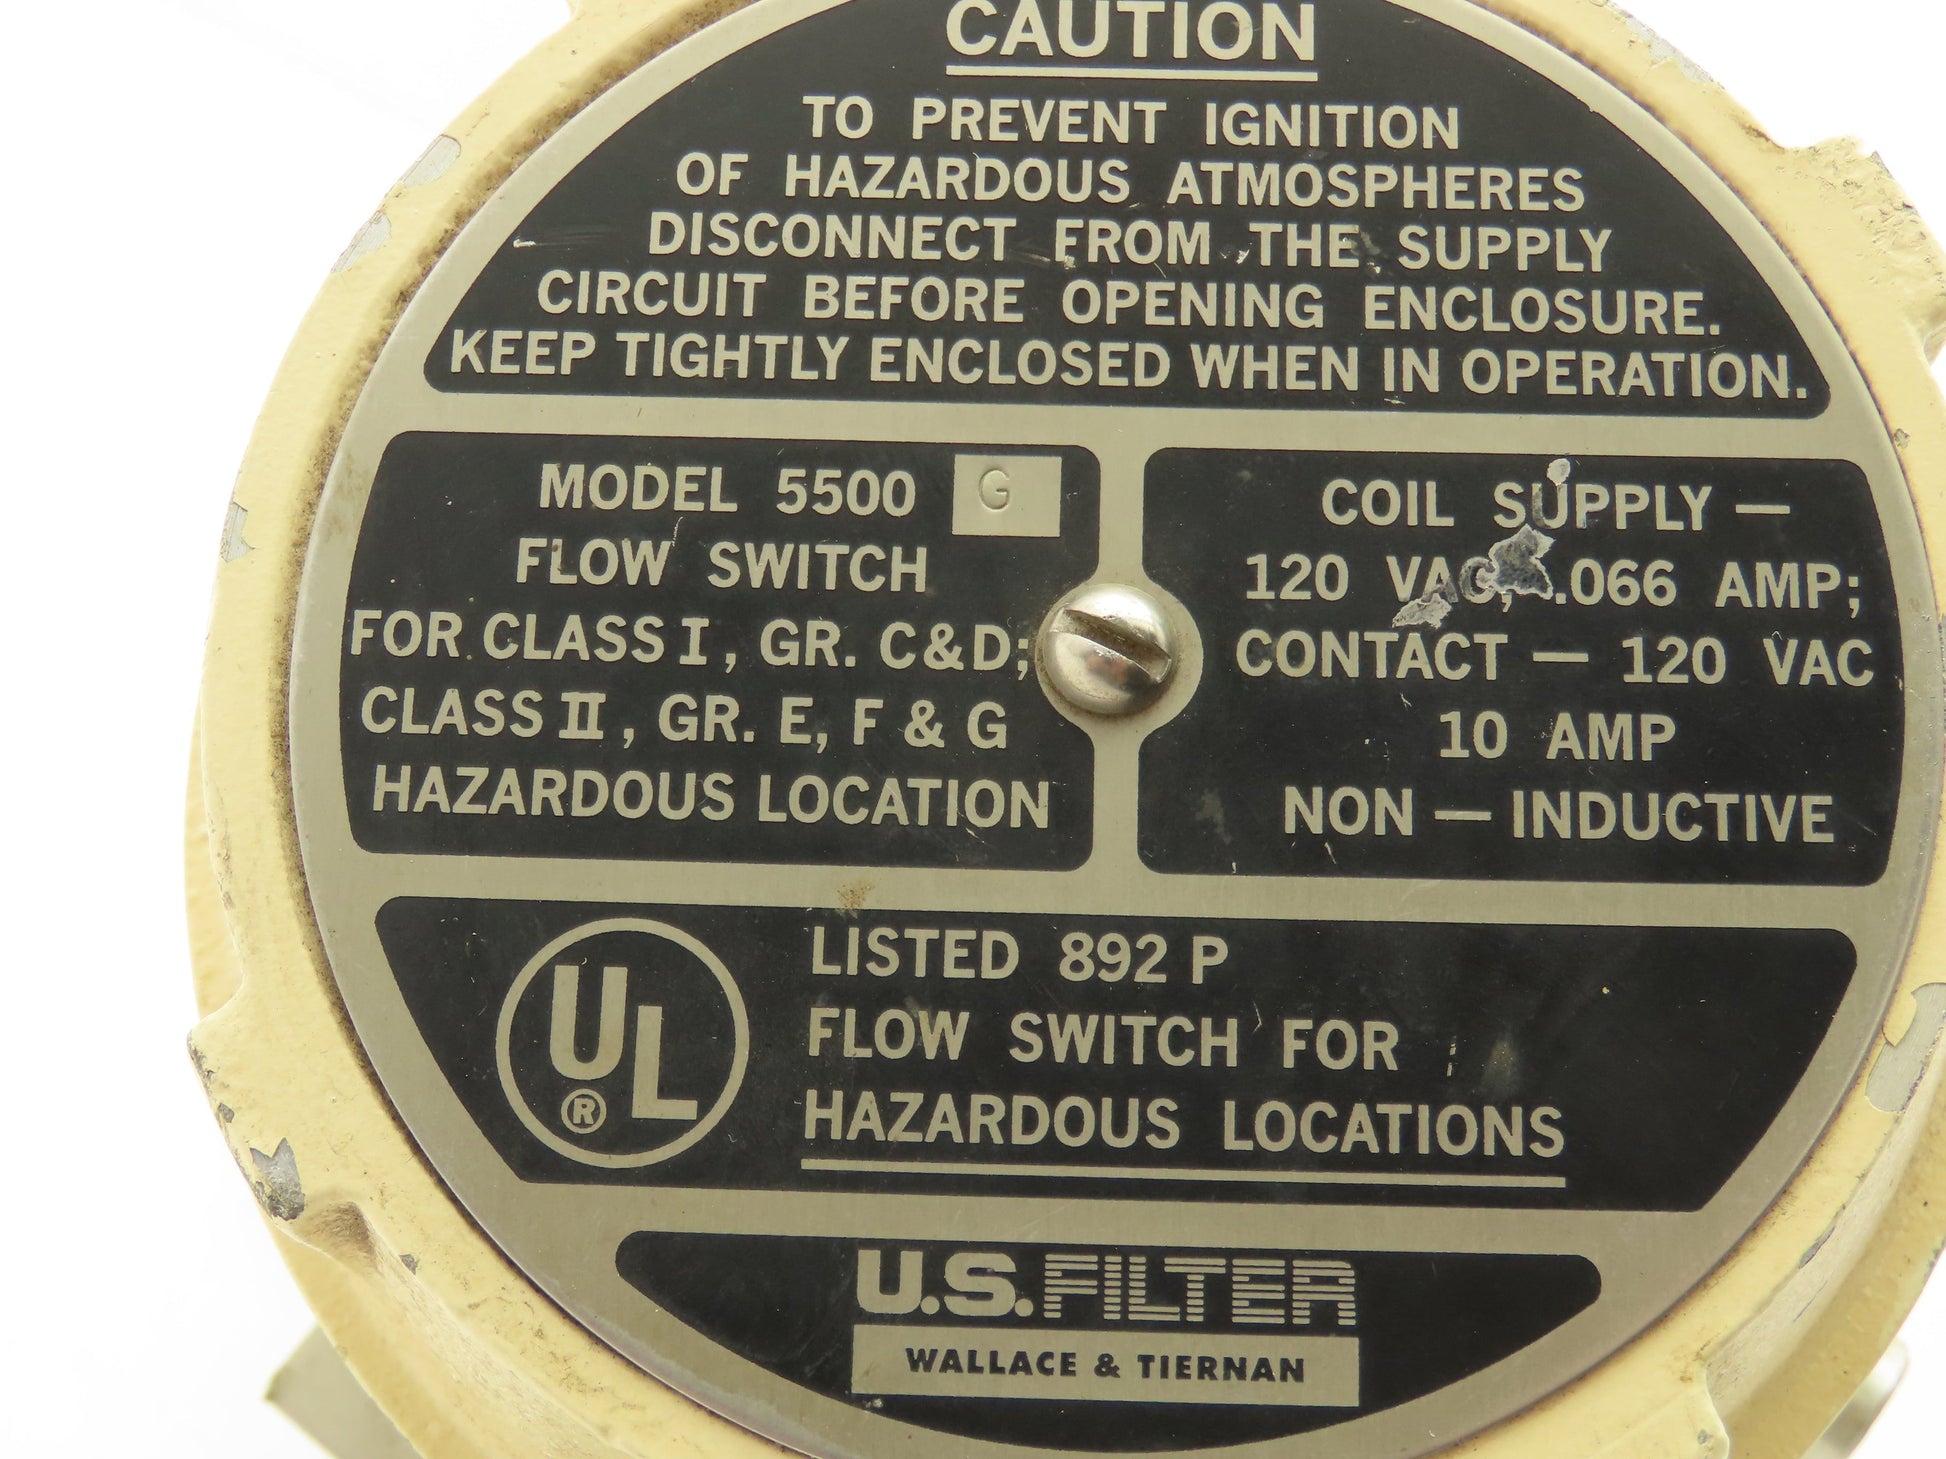 CAUTION
TO PREVENT IGNITION
OF HAZARDOUS ATMOSPHERES
DISCONNECT FROM THE SUPPLY
CIRCUIT BEFORE OPENING ENCLOSURE.
KEEP TIGHTLY ENCLOSED WHEN IN OPERATION.
MODEL 5500 G
FLOW SWITCH
FOR CLASS I, GR. C&D;
CLASS II, GR. E, F & G
HAZARDOUS LOCATION
COIL SUPPLY —
120 VAC, .066 AMP;
CONTACT — 120 VAC
10 AMP
NON — INDUCTIVE
UL ®
LISTED 892 P
FLOW SWITCH FOR
HAZARDOUS LOCATIONS
U.S. FILTER
WALLACE & TIERNAN